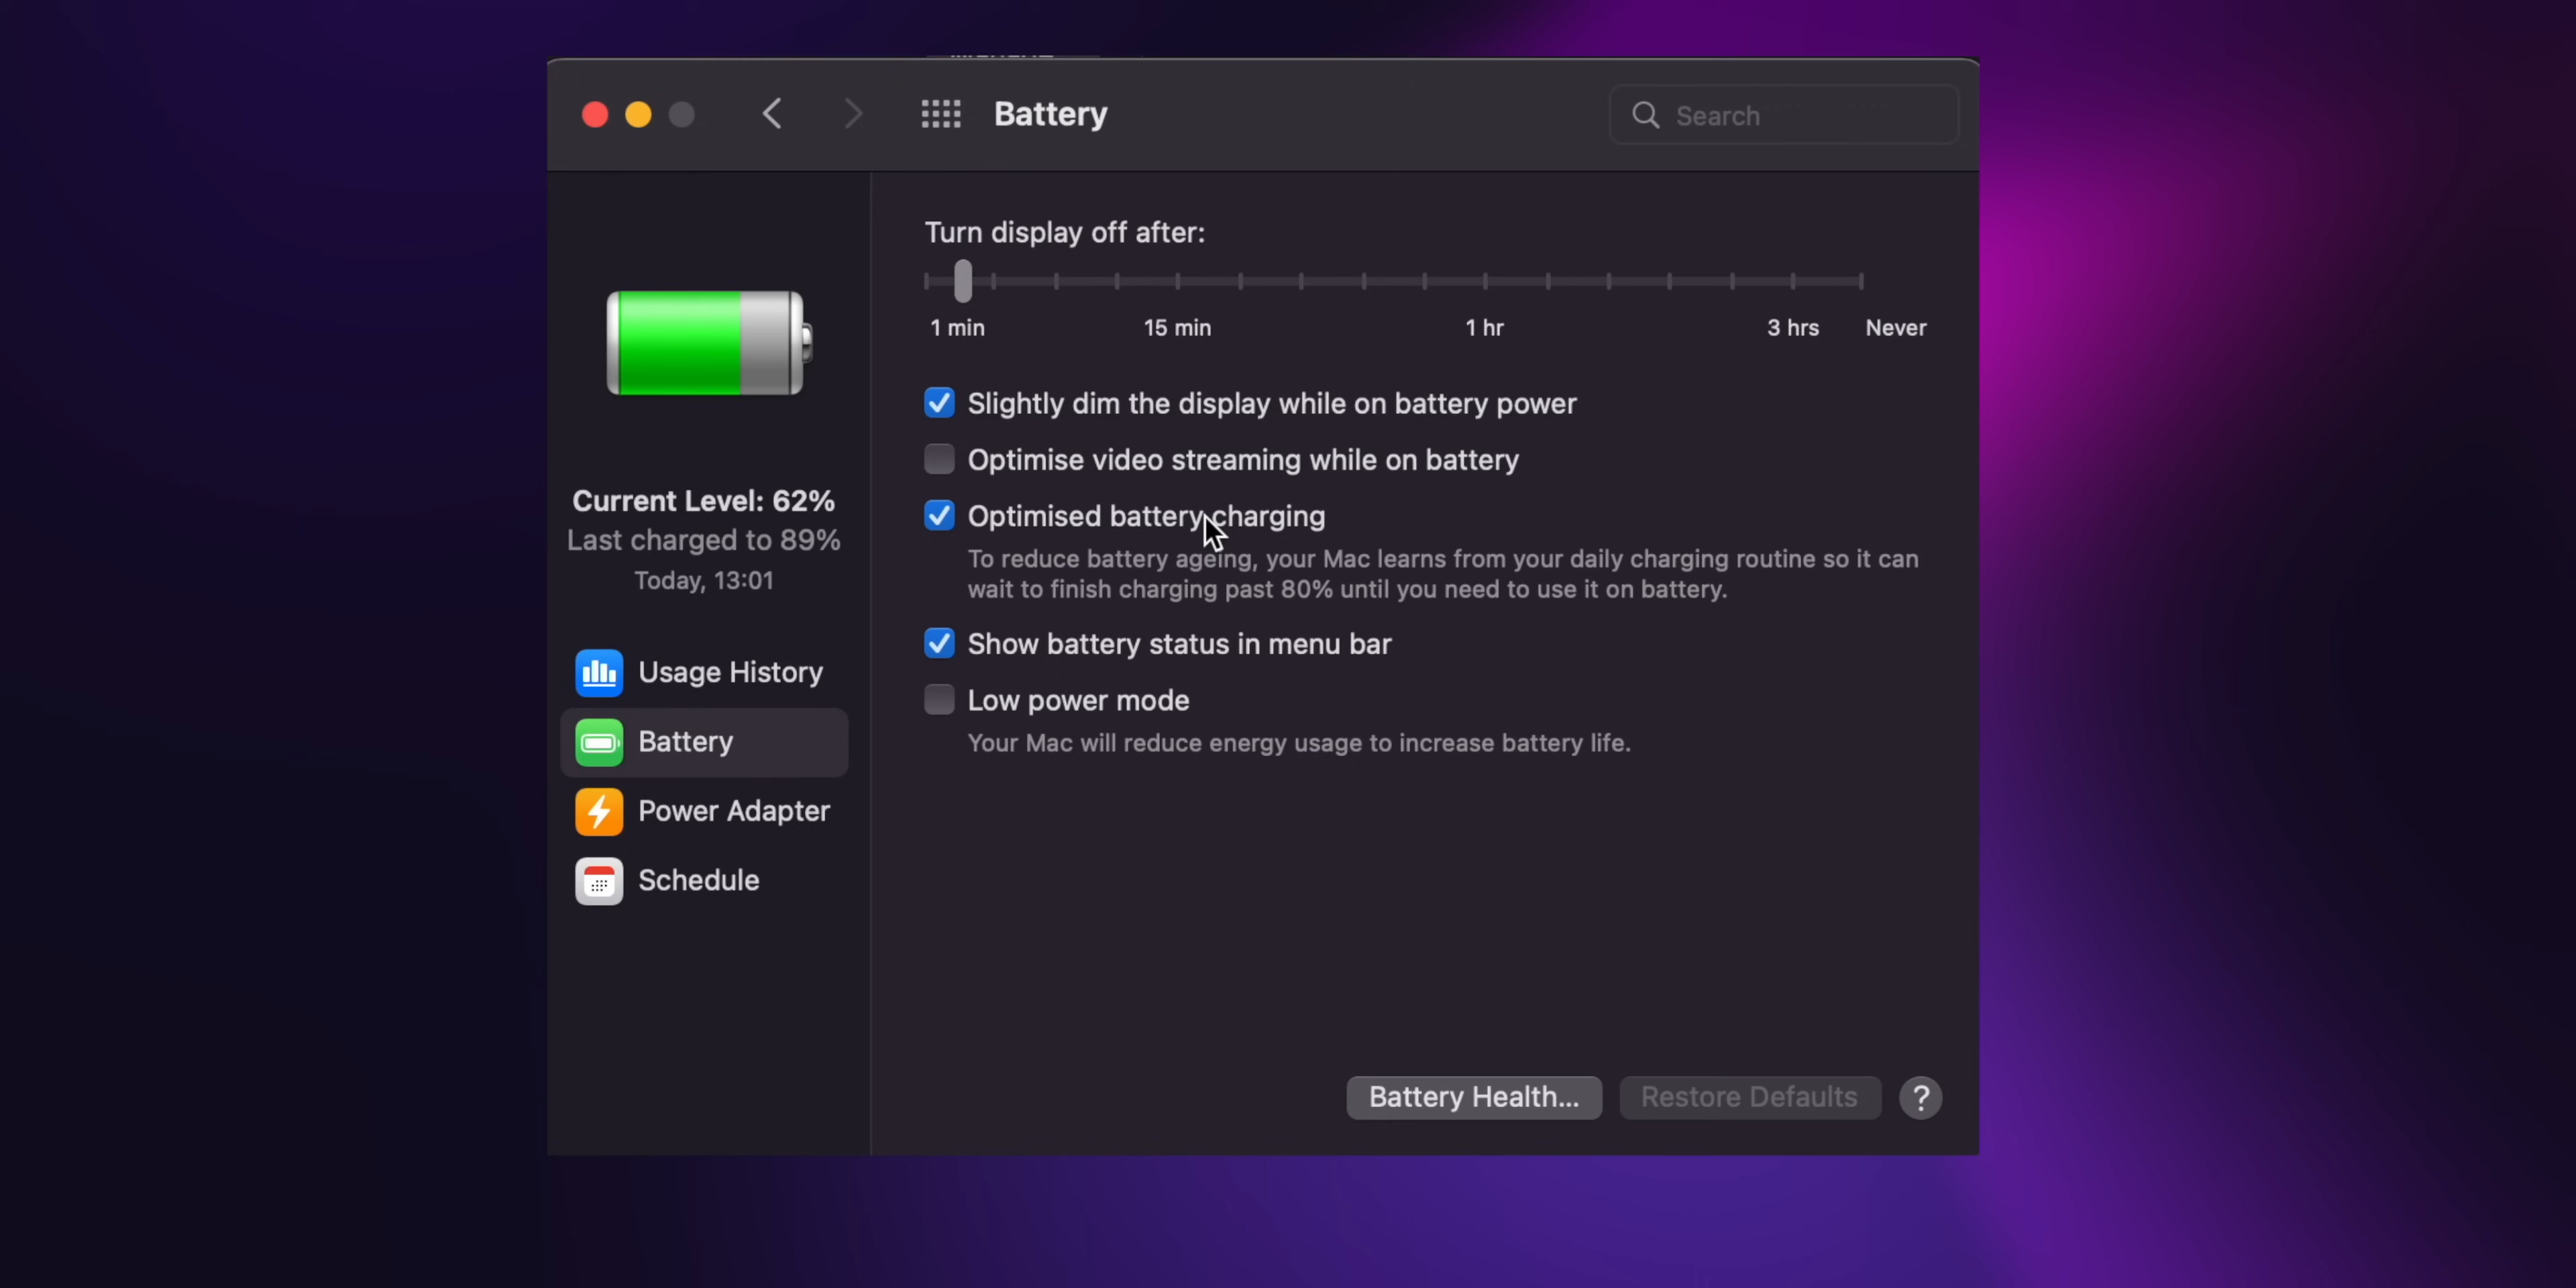 Battery
Search
Turn display off after:
1 min 15 min 1 hr 3 hrs Never
Slightly dim the display while on battery power
Optimise video streaming while on battery
Optimised battery charging
To reduce battery ageing, your Mac learns from your daily charging routine so it can
wait to finish charging past 80% until you need to use it on battery.
Show battery status in menu bar
Low power mode
Your Mac will reduce energy usage to increase battery life.
Current Level: 62%
Last charged to 89%
Today, 13:01
Usage History
Battery
Power Adapter
Schedule
Battery Health... Restore Defaults ?